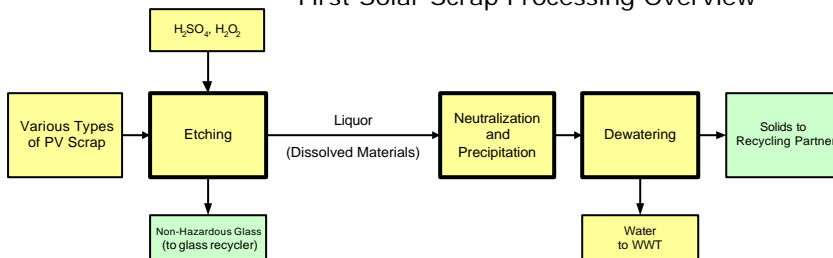 First Solar Scrap Processing Overview
H₂SO₄, H₂O₂
Various Types
of PV Scrap
Etching
Liquor
(Dissolved Materials)
Neutralization
and
Precipitation
Dewatering
Solids to
Recycling Partner
Non-Hazardous Glass
(to glass recycler)
Water
to WWT